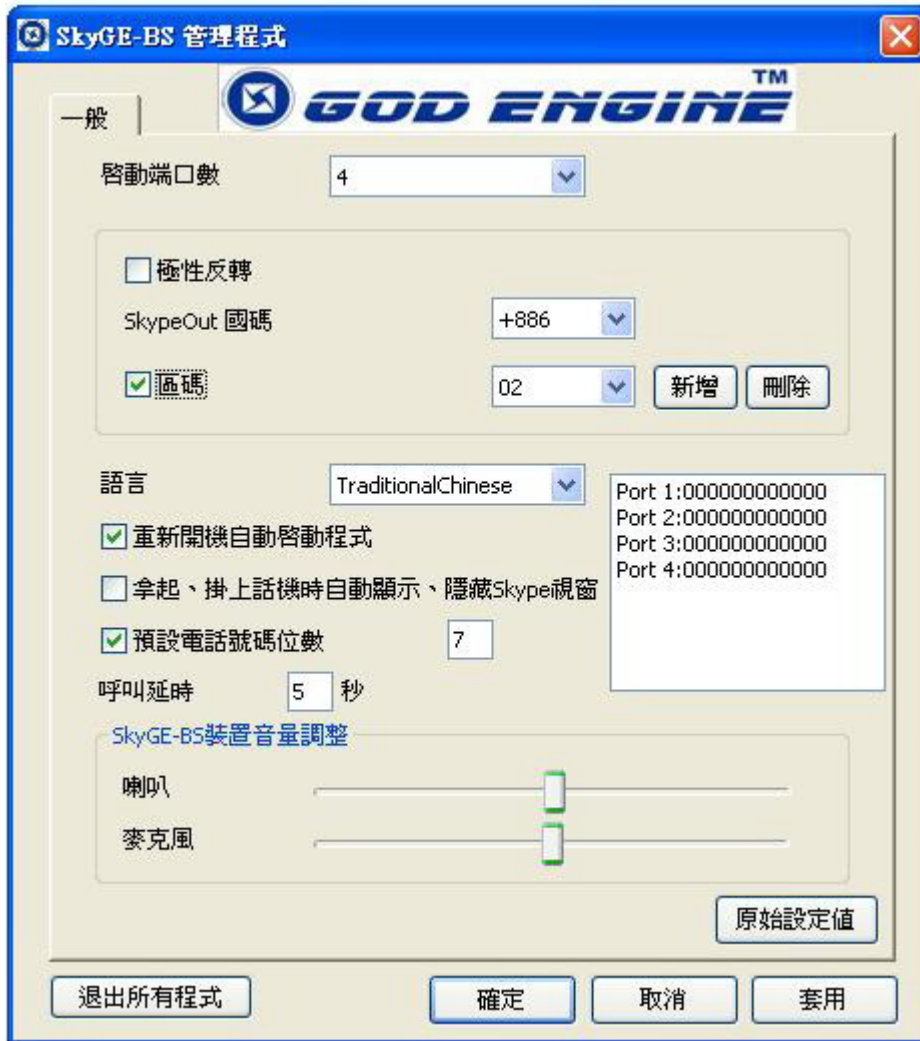 SkyGE-BS 管理程式
GOD ENGINE TM
一般
啓動端口數 4
極性反轉
SkypeOut 國碼 +886
區碼 02 新增 刪除
語言 TraditionalChinese
Port 1:000000000000
Port 2:000000000000
Port 3:000000000000
Port 4:000000000000
重新開機自動啓動程式
拿起、掛上話機時自動顯示、隱藏Skype視窗
預設電話號碼位數 7
呼叫延時 5 秒
SkyGE-BS裝置音量調整
喇叭
麥克風
原始設定值
退出所有程式 確定 取消 套用